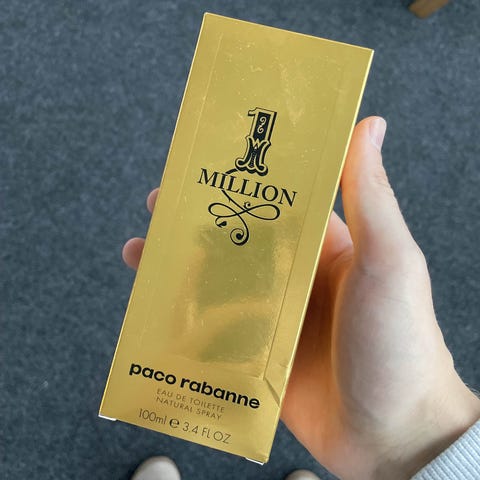 1
MILLION
paco rabanne
EAU DE TOILETTE
NATURAL SPRAY
100ml e 3.4 FL OZ